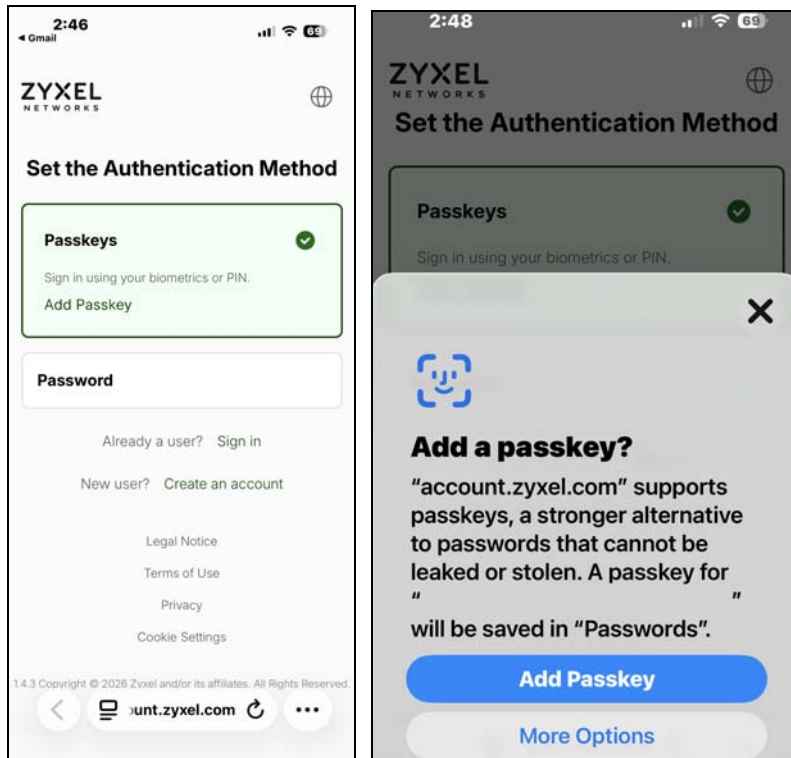 2:46
◀ Gmail
69
ZYXEL
NETWORKS
Set the Authentication Method
Passkeys
Sign in using your biometrics or PIN.
Add Passkey
Password
Already a user? Sign in
New user? Create an account
Legal Notice
Terms of Use
Privacy
Cookie Settings
1.4.3 Copyright © 2026 Zyxel and/or its affiliates. All Rights Reserved.
unt.zyxel.com
2:48
69
ZYXEL
NETWORKS
Set the Authentication Method
Passkeys
Sign in using your biometrics or PIN.
Add a passkey?
“account.zyxel.com” supports
passkeys, a stronger alternative
to passwords that cannot be
leaked or stolen. A passkey for
“ ”
will be saved in “Passwords”.
Add Passkey
More Options